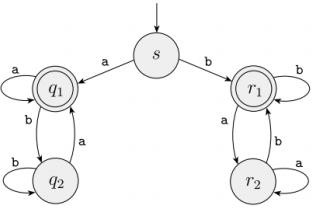 s
a b
a q₁ r₁ b
b a a b
b q₂ r₂ a